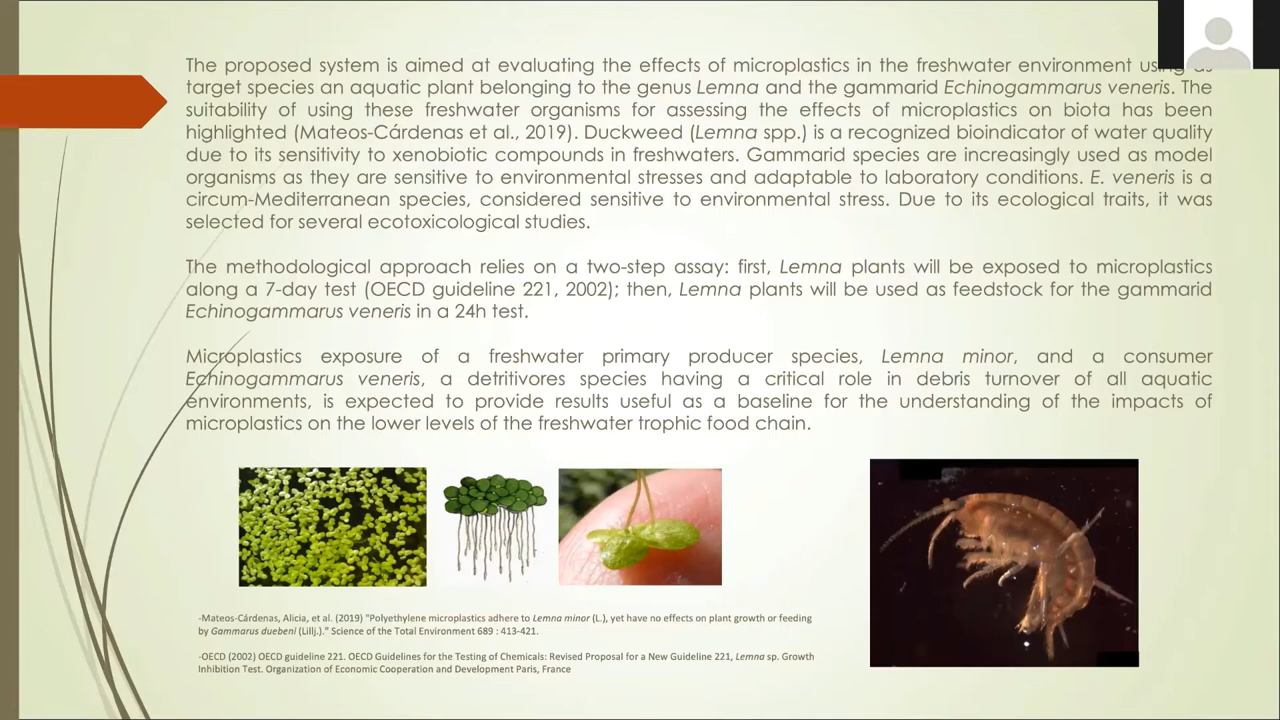 The proposed system is aimed at evaluating the effects of microplastics in the freshwater environment using as
target species an aquatic plant belonging to the genus Lemna and the gammarid Echinogammarus veneris. The
suitability of using these freshwater organisms for assessing the effects of microplastics on biota has been
highlighted (Mateos-Cárdenas et al., 2019). Duckweed (Lemna spp.) is a recognized bioindicator of water quality
due to its sensitivity to xenobiotic compounds in freshwaters. Gammarid species are increasingly used as model
organisms as they are sensitive to environmental stresses and adaptable to laboratory conditions. E. veneris is a
circum-Mediterranean species, considered sensitive to environmental stress. Due to its ecological traits, it was
selected for several ecotoxicological studies.
The methodological approach relies on a two-step assay: first, Lemna plants will be exposed to microplastics
along a 7-day test (OECD guideline 221, 2002); then, Lemna plants will be used as feedstock for the gammarid
Echinogammarus veneris in a 24h test.
Microplastics exposure of a freshwater primary producer species, Lemna minor, and a consumer
Echinogammarus veneris, a detritivores species having a critical role in debris turnover of all aquatic
environments, is expected to provide results useful as a baseline for the understanding of the impacts of
microplastics on the lower levels of the freshwater trophic food chain.
-Mateos-Cárdenas, Alicia, et al. (2019) "Polyethylene microplastics adhere to Lemna minor (L.), yet have no effects on plant growth or feeding
by Gammarus duebeni (Lillj.)." Science of the Total Environment 689 : 413-421.
-OECD (2002) OECD guideline 221. OECD Guidelines for the Testing of Chemicals: Revised Proposal for a New Guideline 221, Lemna sp. Growth
Inhibition Test. Organization of Economic Cooperation and Development Paris, France